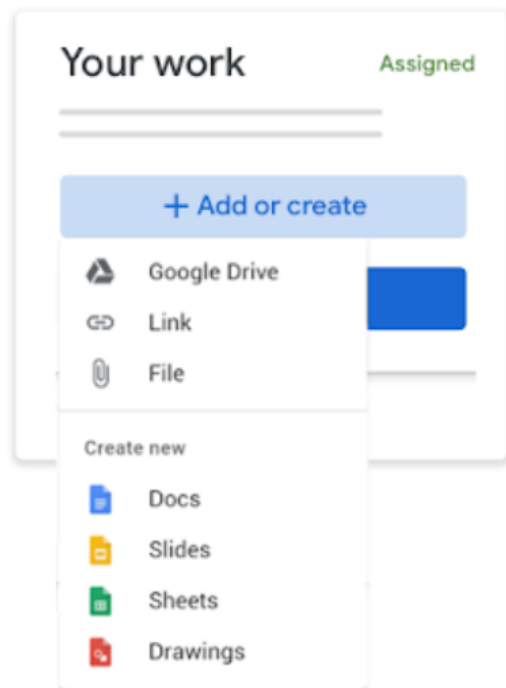 Your work
Assigned
+ Add or create
Google Drive
Link
File
Create new
Docs
Slides
Sheets
Drawings